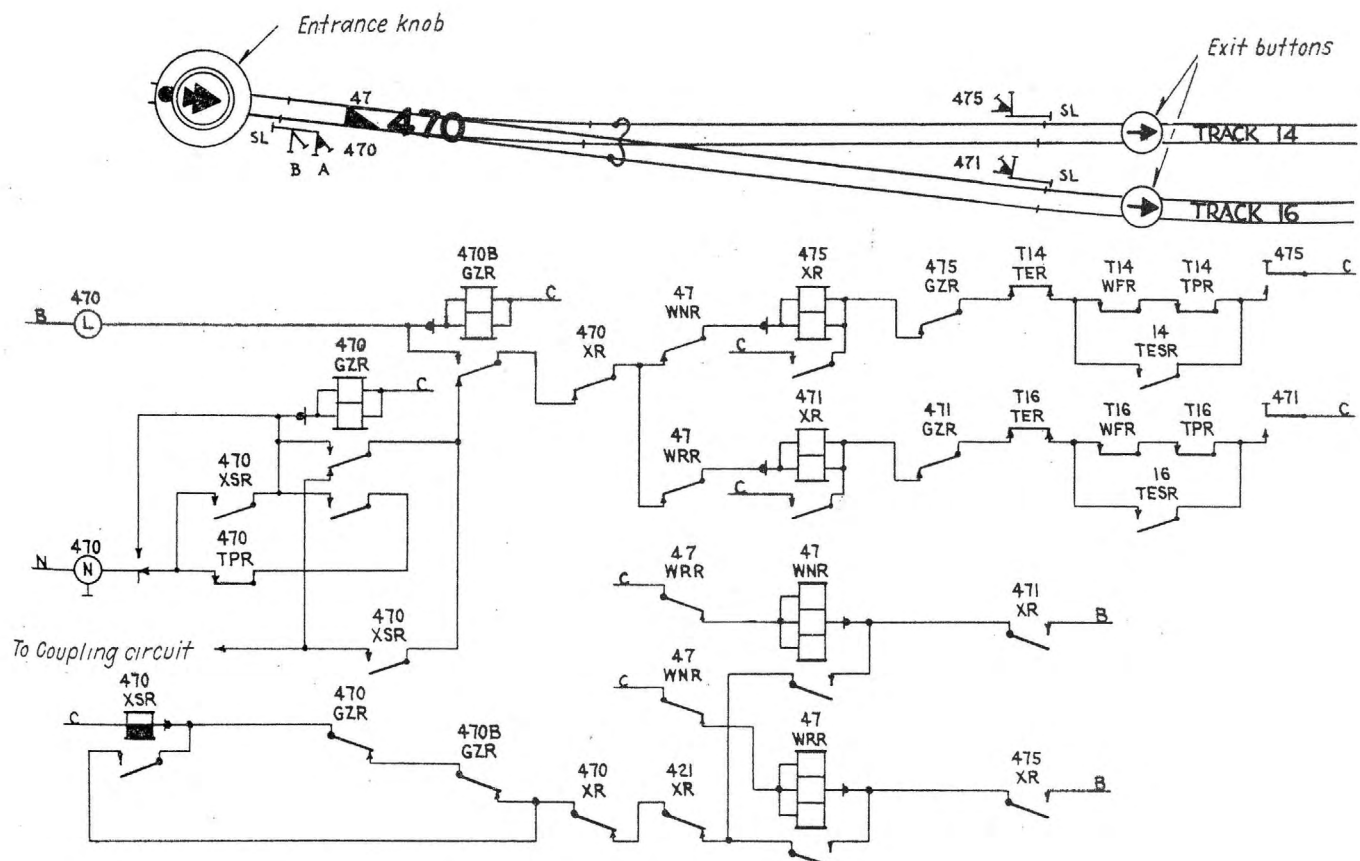 Entrance knob
Exit buttons
47
470
475
SL
TRACK 14
SL
B
A
470
471
SL
TRACK 16
470B
GZR
C
475
XR
475
GZR
T14
TER
T14
WFR
T14
TPR
475
C
B
470
L
47
WNR
470
XR
C
14
TESR
470
GZR
C
471
XR
471
GZR
T16
TER
T16
WFR
T16
TPR
471
C
47
WRR
C
16
TESR
470
XSR
470
TPR
N
470
N
47
WRR
C
47
WNR
471
XR
B
To Coupling circuit
470
XSR
47
WNR
C
470
XSR
C
470
GZR
470B
GZR
47
WRR
475
XR
B
470
XR
421
XR